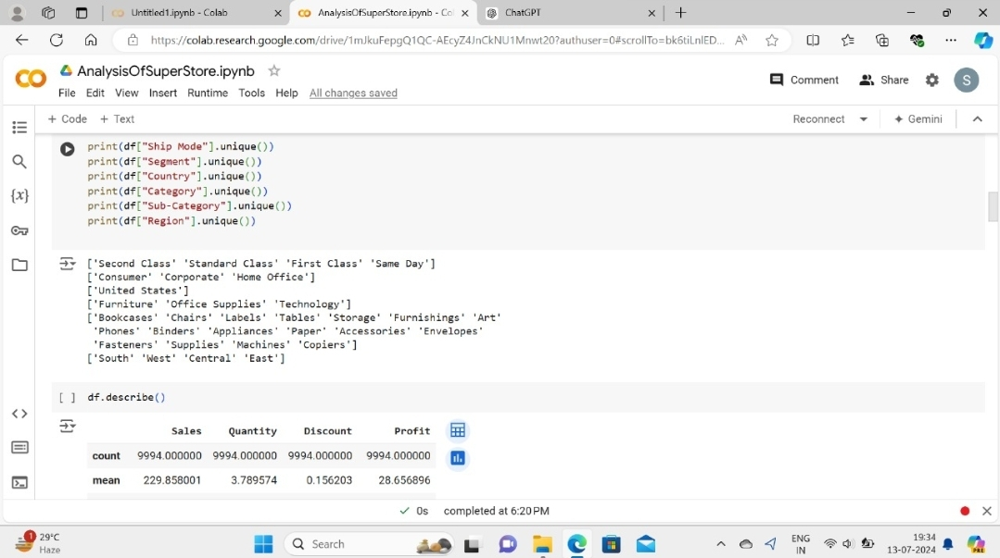 Untitled1.ipynb - Colab
AnalysisOfSuperStore.ipynb - Co
ChatGPT
https://colab.research.google.com/drive/1mJkuFepgQ1QC-AEcyZ4JnCkNU1Mnwt20?authuser=0#scrollTo=bk6tiLnlED...
AnalysisOfSuperStore.ipynb
Comment
Share
S
File Edit View Insert Runtime Tools Help All changes saved
+ Code + Text
Reconnect
Gemini
print(df["Ship Mode"].unique())
print(df["Segment"].unique())
print(df["Country"].unique())
print(df["Category"].unique())
print(df["Sub-Category"].unique())
print(df["Region"].unique())
['Second Class' 'Standard Class' 'First Class' 'Same Day']
['Consumer' 'Corporate' 'Home Office']
['United States']
['Furniture' 'Office Supplies' 'Technology']
['Bookcases' 'Chairs' 'Labels' 'Tables' 'Storage' 'Furnishings' 'Art'
'Phones' 'Binders' 'Appliances' 'Paper' 'Accessories' 'Envelopes'
'Fasteners' 'Supplies' 'Machines' 'Copiers']
['South' 'West' 'Central' 'East']
[ ] df.describe()
Sales Quantity Discount Profit
count 9994.000000 9994.000000 9994.000000 9994.000000
mean 229.858001 3.789574 0.156203 28.656896
0s completed at 6:20 PM
1
29°C
Haze
Search
ENG
IN
19:34
13-07-2024
PRE